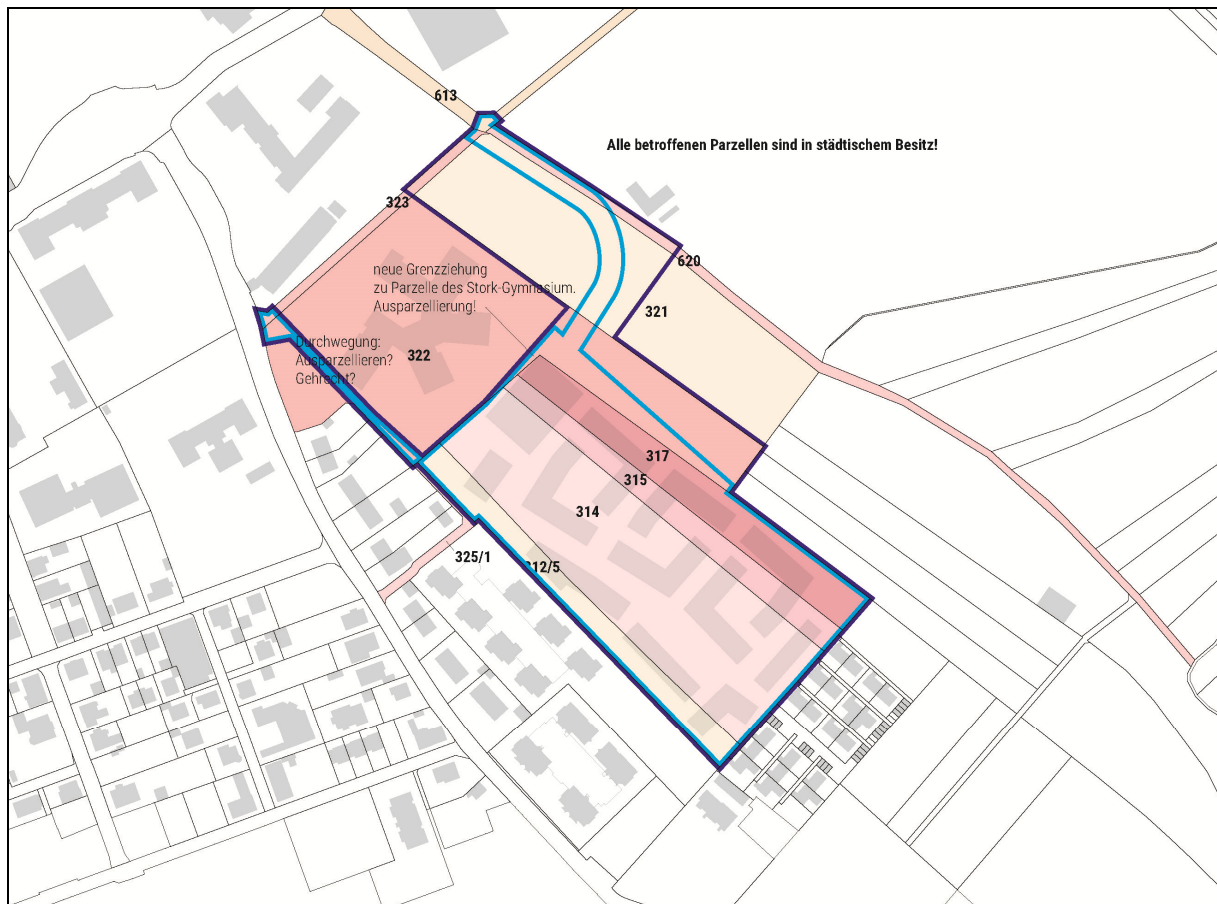 613
Alle betroffenen Parzellen sind in städtischem Besitz!
323
620
neue Grenzziehung
zu Parzelle des Stork-Gymnasium.
Ausparzellierung!
321
Durchwegung:
Ausparzellieren?
Gehrecht?
322
317
315
314
325/1
312/5